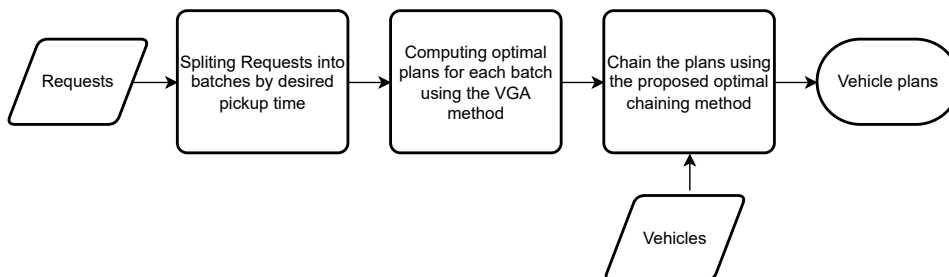 Requests
Spliting Requests into
batches by desired
pickup time
Computing optimal
plans for each batch
using the VGA
method
Chain the plans using
the proposed optimal
chaining method
Vehicle plans
Vehicles